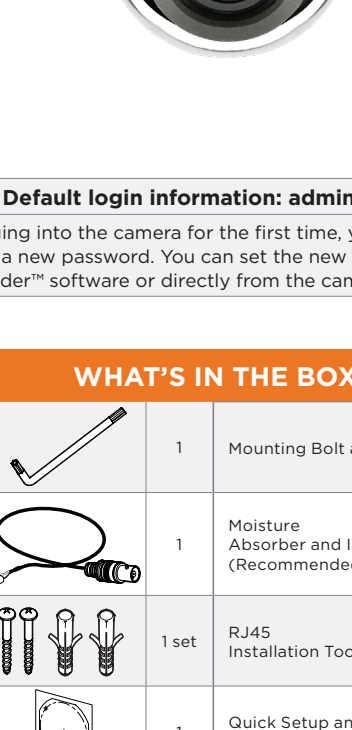 Default login information: admin
ging into the camera for the first time, y
a new password. You can set the new
der™ software or directly from the cam
WHAT'S IN THE BOX
1 Mounting Bolt a
Moisture
1 Absorber and I
(Recommende
RJ45
1 set
Installation Too
Quick Setup an
1